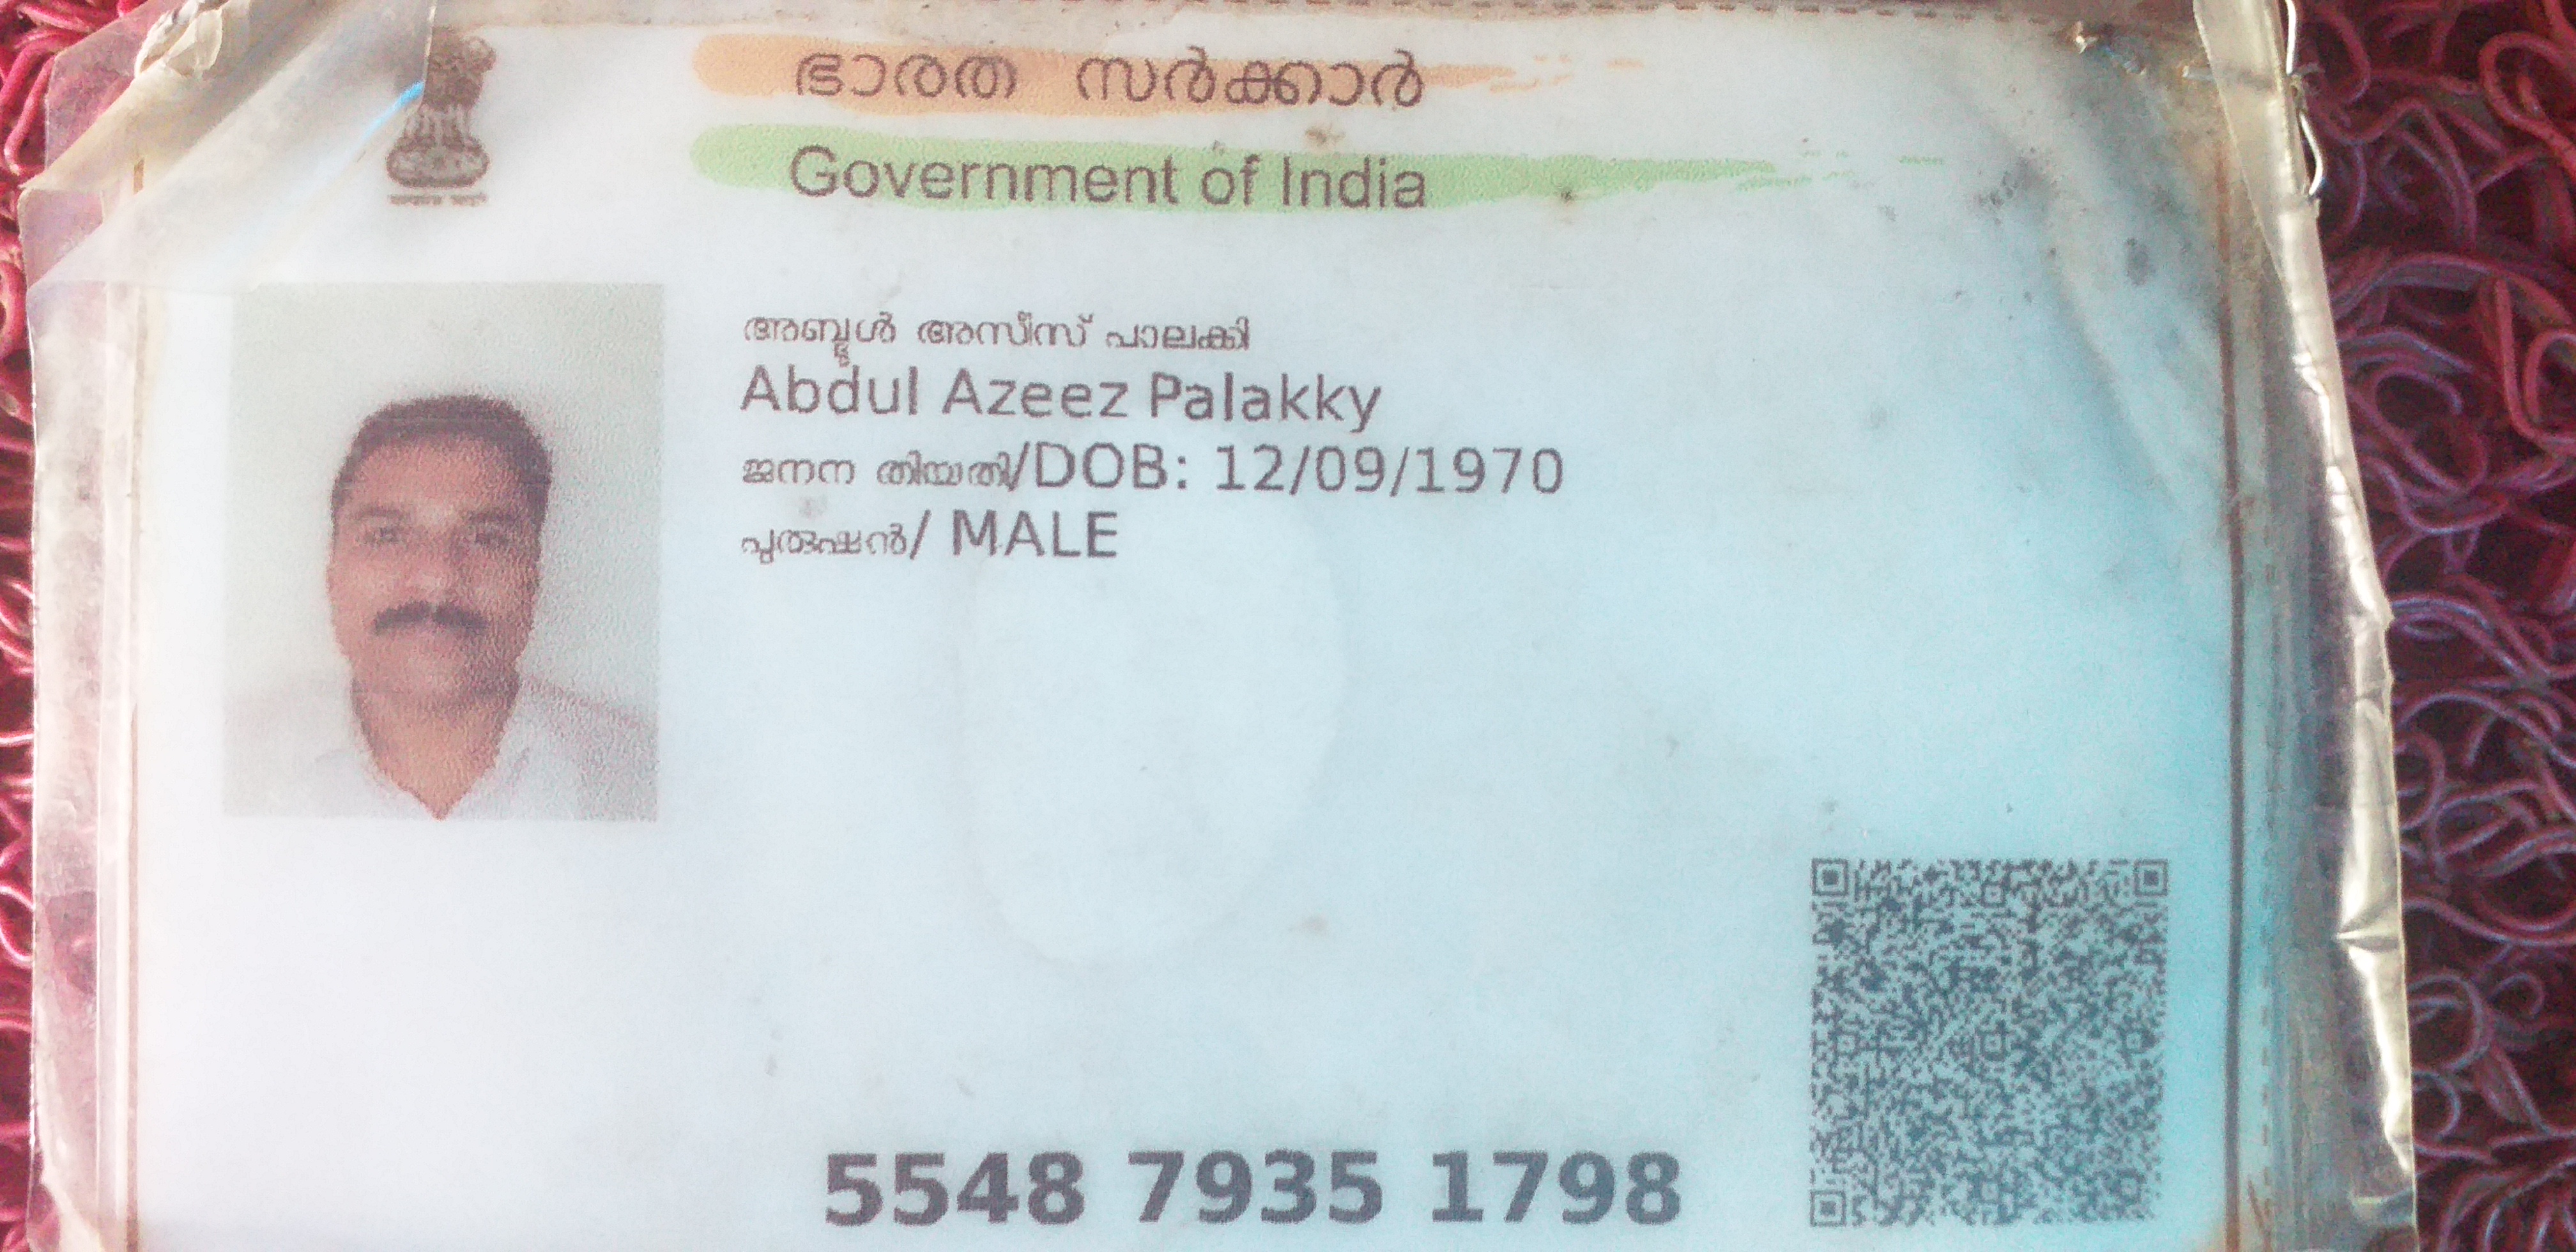 ഭാരത സർക്കാർ
Government of India
അബ്ദുൾ അസീസ് പാലക്കി
Abdul Azeez Palakky
ജനന തിയതി/DOB: 12/09/1970
പുരുഷൻ/ MALE
5548 7935 1798